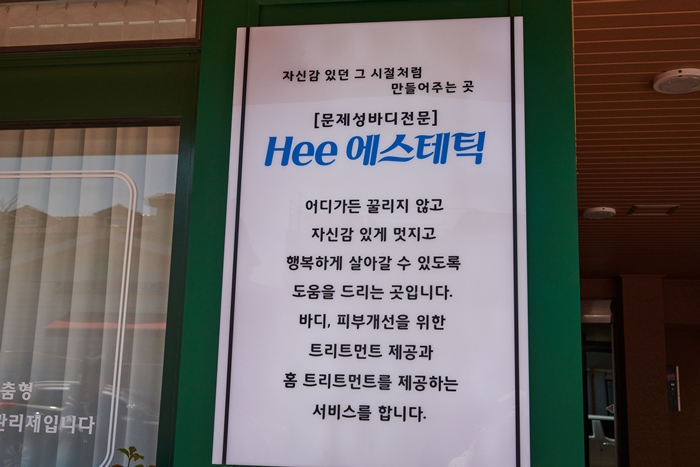 자신감 있던 그 시절처럼
만들어주는 곳
[문제성바디전문]
Hee 에스테틱
어디가든 꿀리지 않고
자신감 있게 멋지고
행복하게 살아갈 수 있도록
도움을 드리는 곳입니다.
바디, 피부개선을 위한
트리트먼트 제공과
홈 트리트먼트를 제공하는
서비스를 합니다.
춤형
관리제입니다